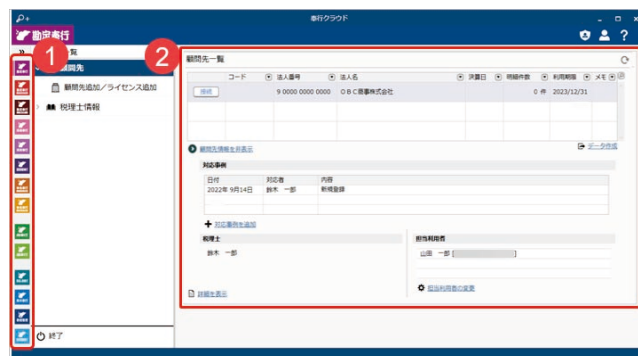 奉行クラウド
勘定奉行
1
2
覧
顧問先
顧問先追加／ライセンス追加
税理士情報
終了
顧問先一覧
コード 法人番号 法人名 決算日 明細件数 利用期限 メモ
接続 9 0000 0000 0000 ＯＢＣ商事株式会社 0 件 2023/12/31
顧問先情報を非表示 データ作成
対応事例
日付 対応者 内容
2022年 9月14日 鈴木 一郎 新規登録
対応事例を追加
税理士 担当利用者
鈴木 一郎 山田 一郎 [ ]
詳細を表示 担当利用者の変更